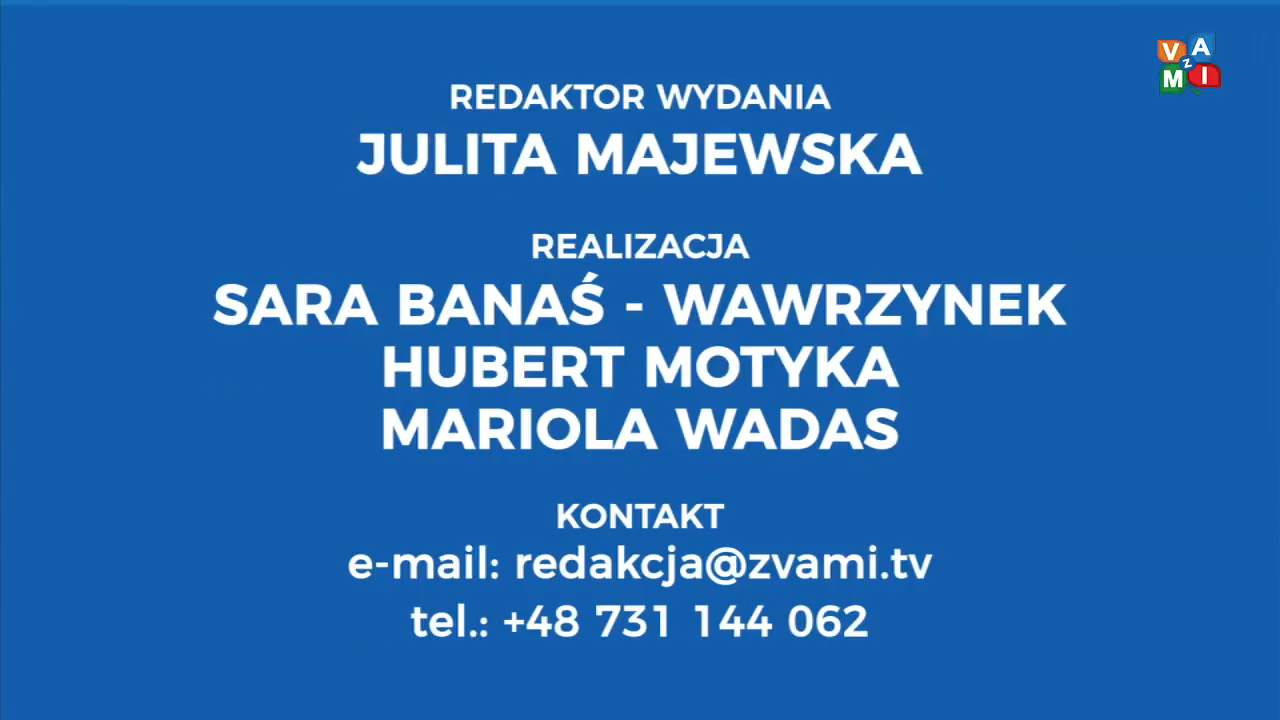 V Z A M I
REDAKTOR WYDANIA
JULITA MAJEWSKA
REALIZACJA
SARA BANAŚ - WAWRZYNEK
HUBERT MOTYKA
MARIOLA WADAS
KONTAKT
e-mail: redakcja@zvami.tv
tel.: +48 731 144 062